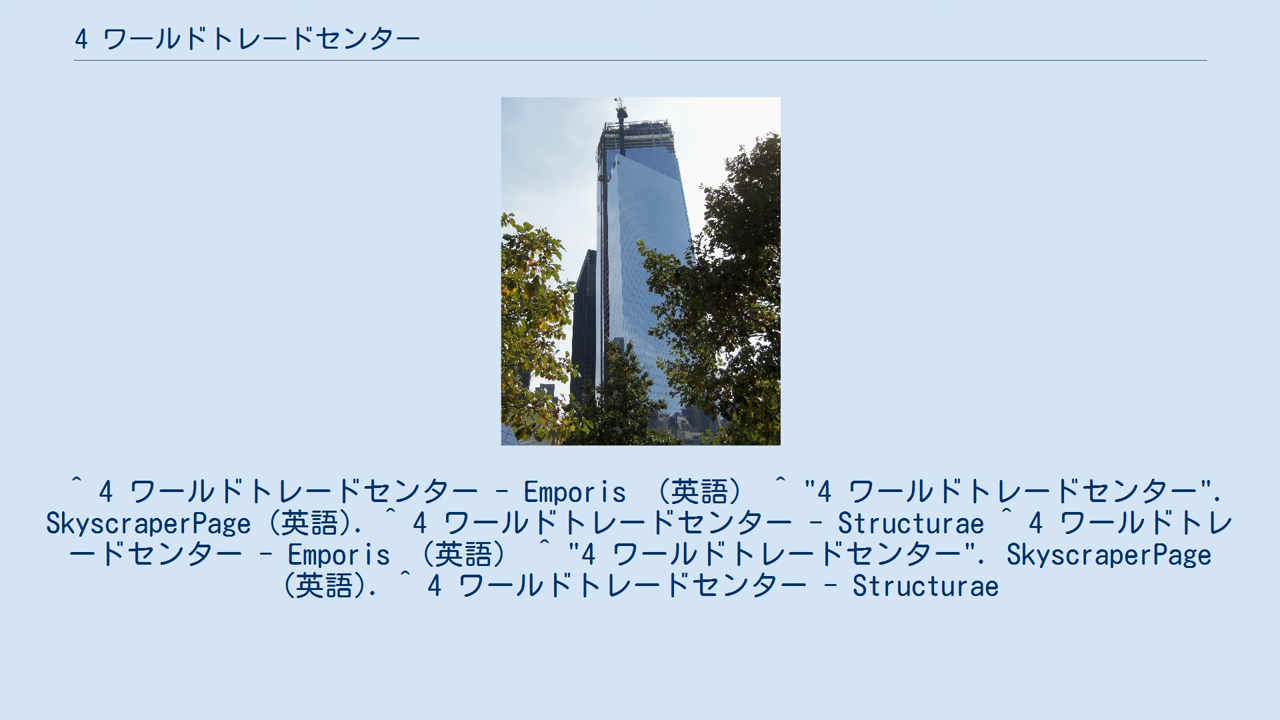 4 ワールドトレードセンター
^ 4 ワールドトレードセンター - Emporis （英語） ^ "4 ワールドトレードセンター".
SkyscraperPage (英語). ^ 4 ワールドトレードセンター - Structurae ^ 4 ワールドトレ
ードセンター - Emporis （英語） ^ "4 ワールドトレードセンター". SkyscraperPage
(英語). ^ 4 ワールドトレードセンター - Structurae